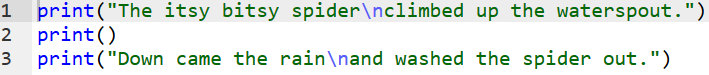 1 print("The itsy bitsy spider\nclimbed up the waterspout.")
2 print()
3 print("Down came the rain\nand washed the spider out.")